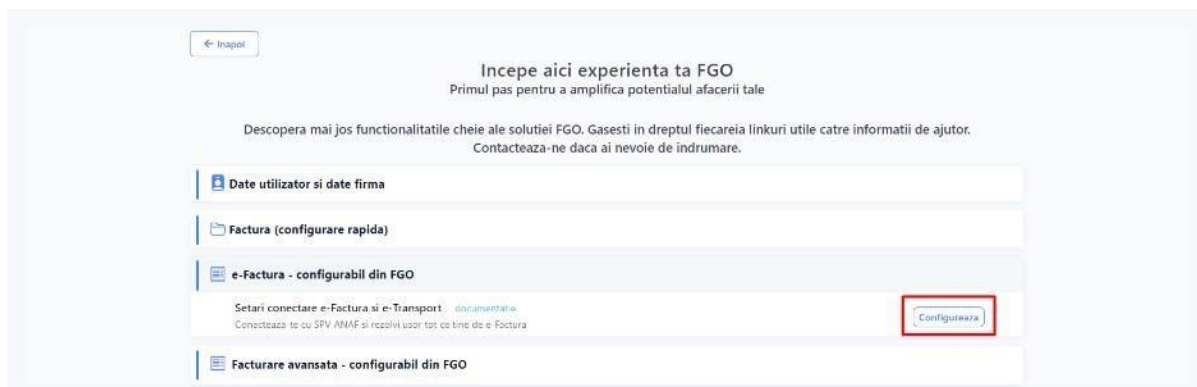 ← Inapoi
Incepe aici experienta ta FGO
Primul pas pentru a amplifica potentialul afacerii tale
Descopera mai jos functionalitatile cheie ale solutiei FGO. Gasesti in dreptul fiecareia linkuri utile catre informatii de ajutor.
Contacteaza-ne daca ai nevoie de indrumare.
Date utilizator si date firma
Factura (configurare rapida)
e-Factura - configurabil din FGO
Setari conectare e-Factura si e-Transport documentatie
Conecteaza-te cu SPV ANAF si rezolvi usor tot ce tine de e-Factura
Configureaza
Facturare avansata - configurabil din FGO